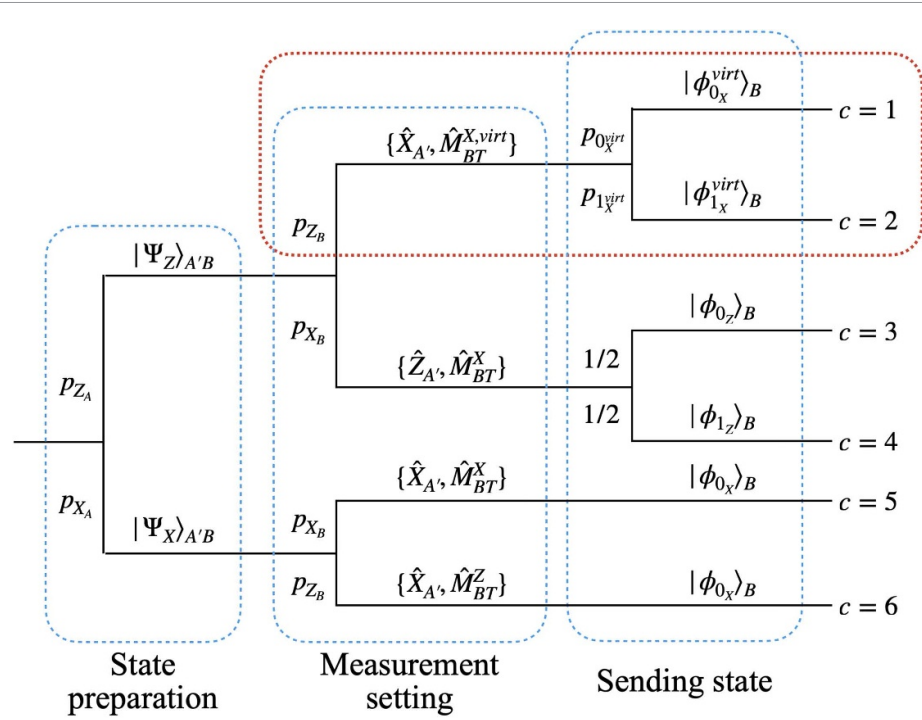 |ϕ_{0_X}^{virt}⟩_B
c = 1
{X̂_{A′}, M̂_{BT}^{X,virt}}
p_{0_X^{virt}}
p_{1_X^{virt}}
|ϕ_{1_X}^{virt}⟩_B
c = 2
p_{Z_B}
|Ψ_Z⟩_{A′B}
p_{X_B}
|ϕ_{0_Z}⟩_B
c = 3
{Ẑ_{A′}, M̂_{BT}^X}
1/2
1/2
p_{Z_A}
|ϕ_{1_Z}⟩_B
c = 4
{X̂_{A′}, M̂_{BT}^X}
|ϕ_{0_X}⟩_B
c = 5
p_{X_A}
|Ψ_X⟩_{A′B}
p_{X_B}
p_{Z_B}
{X̂_{A′}, M̂_{BT}^Z}
|ϕ_{0_X}⟩_B
c = 6
State
preparation
Measurement
setting
Sending state